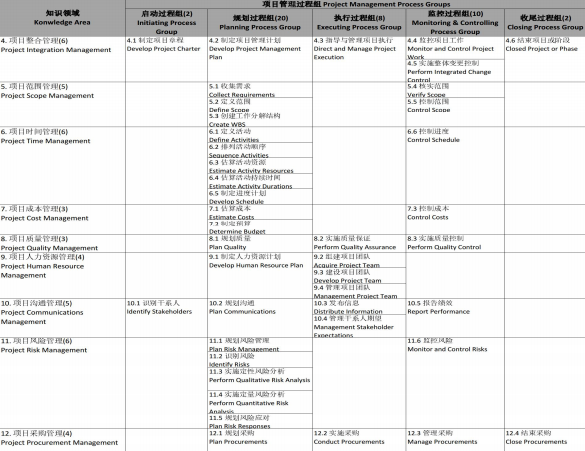 项目管理过程组 Project Management Process Groups
知识领域
Knowledge Area
启动过程组(2)
Initiating Process
Group
规划过程组(20)
Planning Process Group
执行过程组(8)
Executing Process Group
监控过程组(10)
Monitoring & Controlling
Process Group
收尾过程组(2)
Closing Process Group
4. 项目整合管理(6)
Project Integration Management
4.1 制定项目章程
Develop Project Charter
4.2 制定项目管理计划
Develop Project Management
Plan
4.3 指导与管理项目执行
Direct and Manage Project
Execution
4.4 监控项目工作
Monitor and Control Project
Work
4.5 实施整体变更控制
Perform Integrated Change
Control
4.6 结束项目或阶段
Closed Project or Phase
5. 项目范围管理(5)
Project Scope Management
5.1 收集需求
Collect Requirements
5.2 定义范围
Define Scope
5.3 创建工作分解结构
Create WBS
5.4 核实范围
Verify Scope
5.5 控制范围
Control Scope
6. 项目时间管理(6)
Project Time Management
6.1 定义活动
Define Activities
6.2 排列活动顺序
Sequence Activities
6.3 估算活动资源
Estimate Activity Resources
6.4 估算活动持续时间
Estimate Activity Durations
6.5 制定进度计划
Develop Schedule
6.6 控制进度
Control Schedule
7. 项目成本管理(3)
Project Cost Management
7.1 估算成本
Estimate Costs
7.2 制定预算
Determine Budget
7.3 控制成本
Control Costs
8. 项目质量管理(3)
Project Quality Management
8.1 规划质量
Plan Quality
8.2 实施质量保证
Perform Quality Assurance
8.3 实施质量控制
Perform Quality Control
9. 项目人力资源管理(4)
Project Human Resource
Management
9.1 制定人力资源计划
Develop Human Resource Plan
9.2 组建项目团队
Acquire Project Team
9.3 建设项目团队
Develop Project Team
9.4 管理项目团队
Management Project Team
10. 项目沟通管理(5)
Project Communications
Management
10.1 识别干系人
Identify Stakeholders
10.2 规划沟通
Plan Communications
10.3 发布信息
Distribute Information
10.4 管理干系人期望
Management Stakeholder
Expectations
10.5 报告绩效
Report Performance
11. 项目风险管理(6)
Project Risk Management
11.1 规划风险管理
Plan Risk Management
11.2 识别风险
Identify Risks
11.3 实施定性风险分析
Perform Qualitative Risk Analysis
11.4 实施定量风险分析
Perform Quantitative Risk
Analysis
11.5 规划风险应对
Plan Risk Responses
11.6 监控风险
Monitor and Control Risks
12. 项目采购管理(4)
Project Procurement Management
12.1 规划采购
Plan Procurements
12.2 实施采购
Conduct Procurements
12.3 管理采购
Manage Procurements
12.4 结束采购
Close Procurements